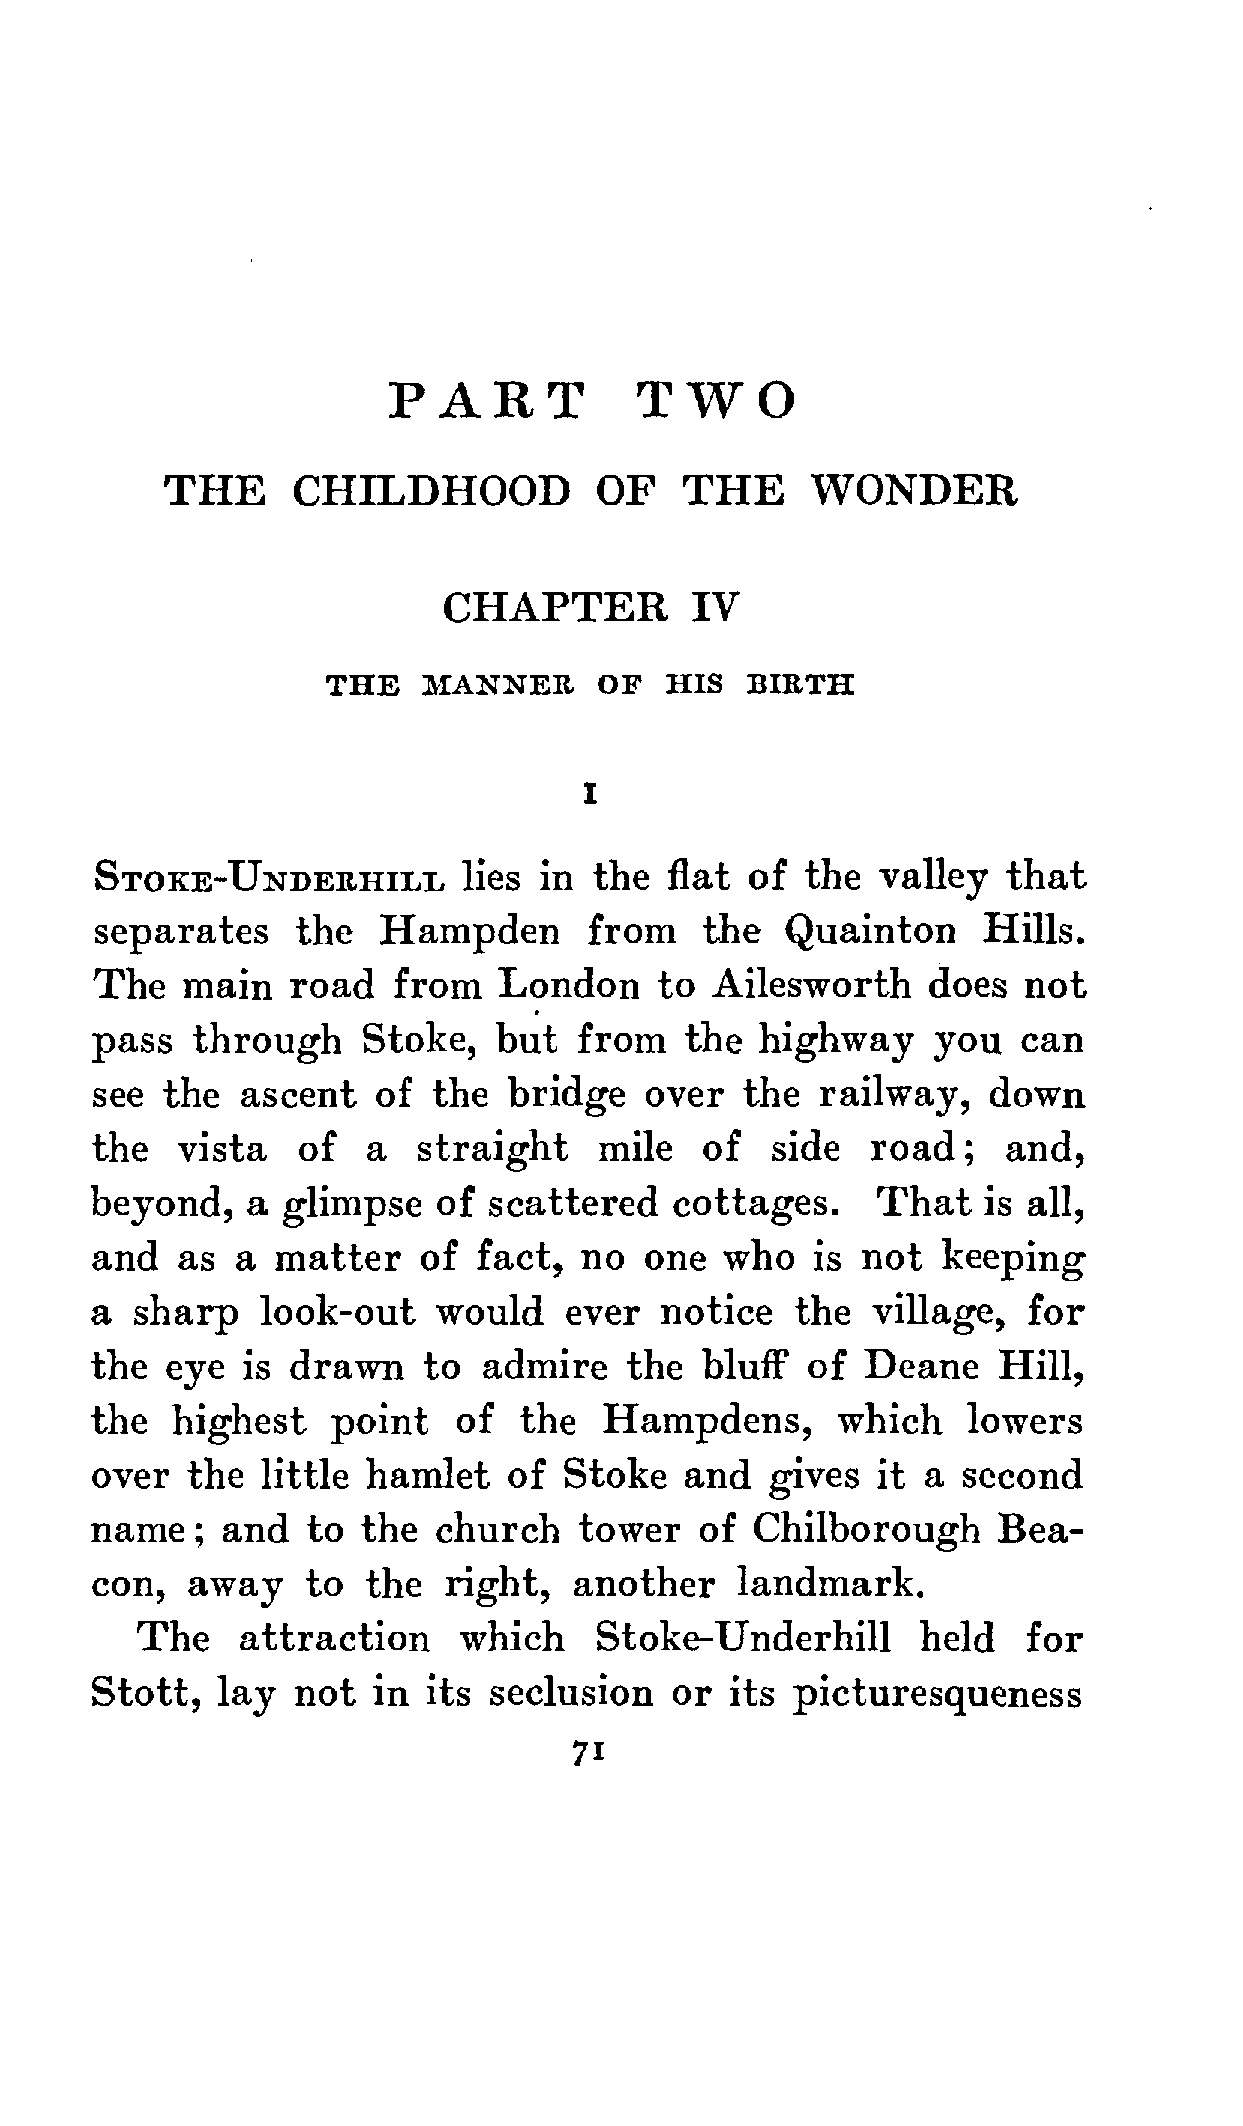 PART TWO
THE CHILDHOOD OF THE WONDER
CHAPTER IV
THE MANNER OF HIS BIRTH
I
STOKE-UNDERHILL lies in the flat of the valley that
separates the Hampden from the Quainton Hills.
The main road from London to Ailesworth does not
pass through Stoke, but from the highway you can
see the ascent of the bridge over the railway, down
the vista of a straight mile of side road; and,
beyond, a glimpse of scattered cottages. That is all,
and as a matter of fact, no one who is not keeping
a sharp look-out would ever notice the village, for
the eye is drawn to admire the bluff of Deane Hill,
the highest point of the Hampdens, which lowers
over the little hamlet of Stoke and gives it a second
name; and to the church tower of Chilborough Bea-
con, away to the right, another landmark.
The attraction which Stoke-Underhill held for
Stott, lay not in its seclusion or its picturesqueness
71